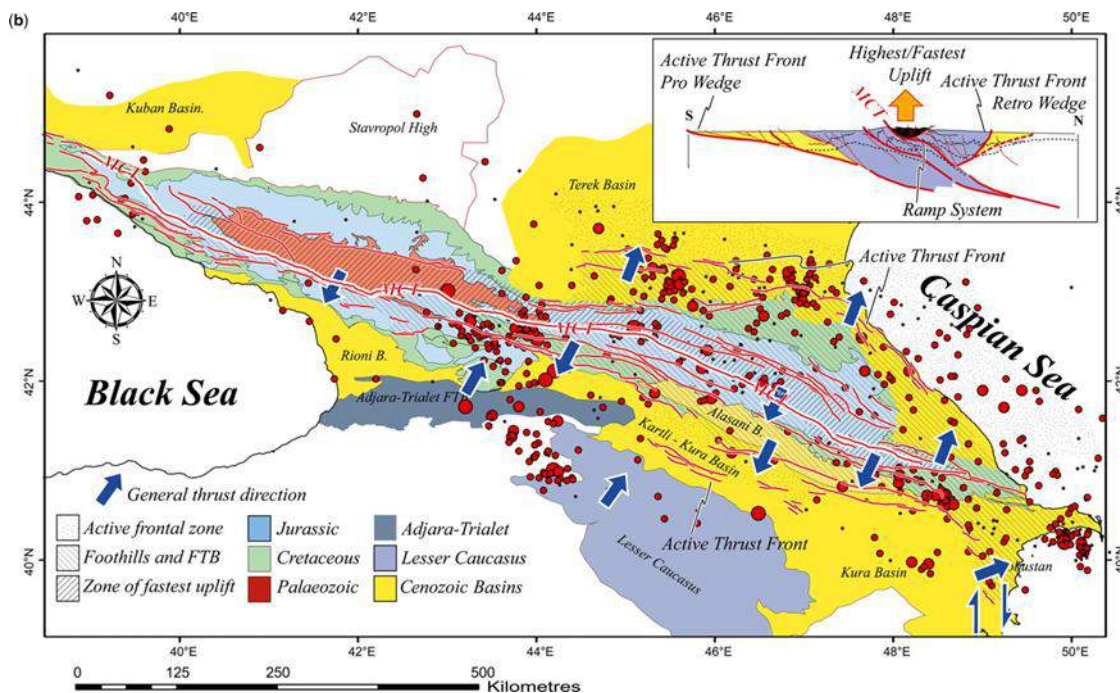 (b)
40°E
42°E
44°E
46°E
48°E
50°E
44°N
42°N
40°N
44°N
42°N
40°N
Kuban Basin.
Stavropol High
Terek Basin
MCT
MCT
MCT
MCT
Active Thrust Front
Caspian Sea
Black Sea
Rioni B.
Adjara-Trialet FTB
Alasani B.
Kartli - Kura Basin
Active Thrust Front
Lesser Caucasus
Kura Basin
Active Thrust Front
Pro Wedge
Highest/Fastest
Uplift
Active Thrust Front
Retro Wedge
MCT
S
N
Ramp System
N
W
E
S
General thrust direction
Active frontal zone
Foothills and FTB
Zone of fastest uplift
Jurassic
Cretaceous
Palaeozoic
Adjara-Trialet
Lesser Caucasus
Cenozoic Basins
0
125
250
500
Kilometres